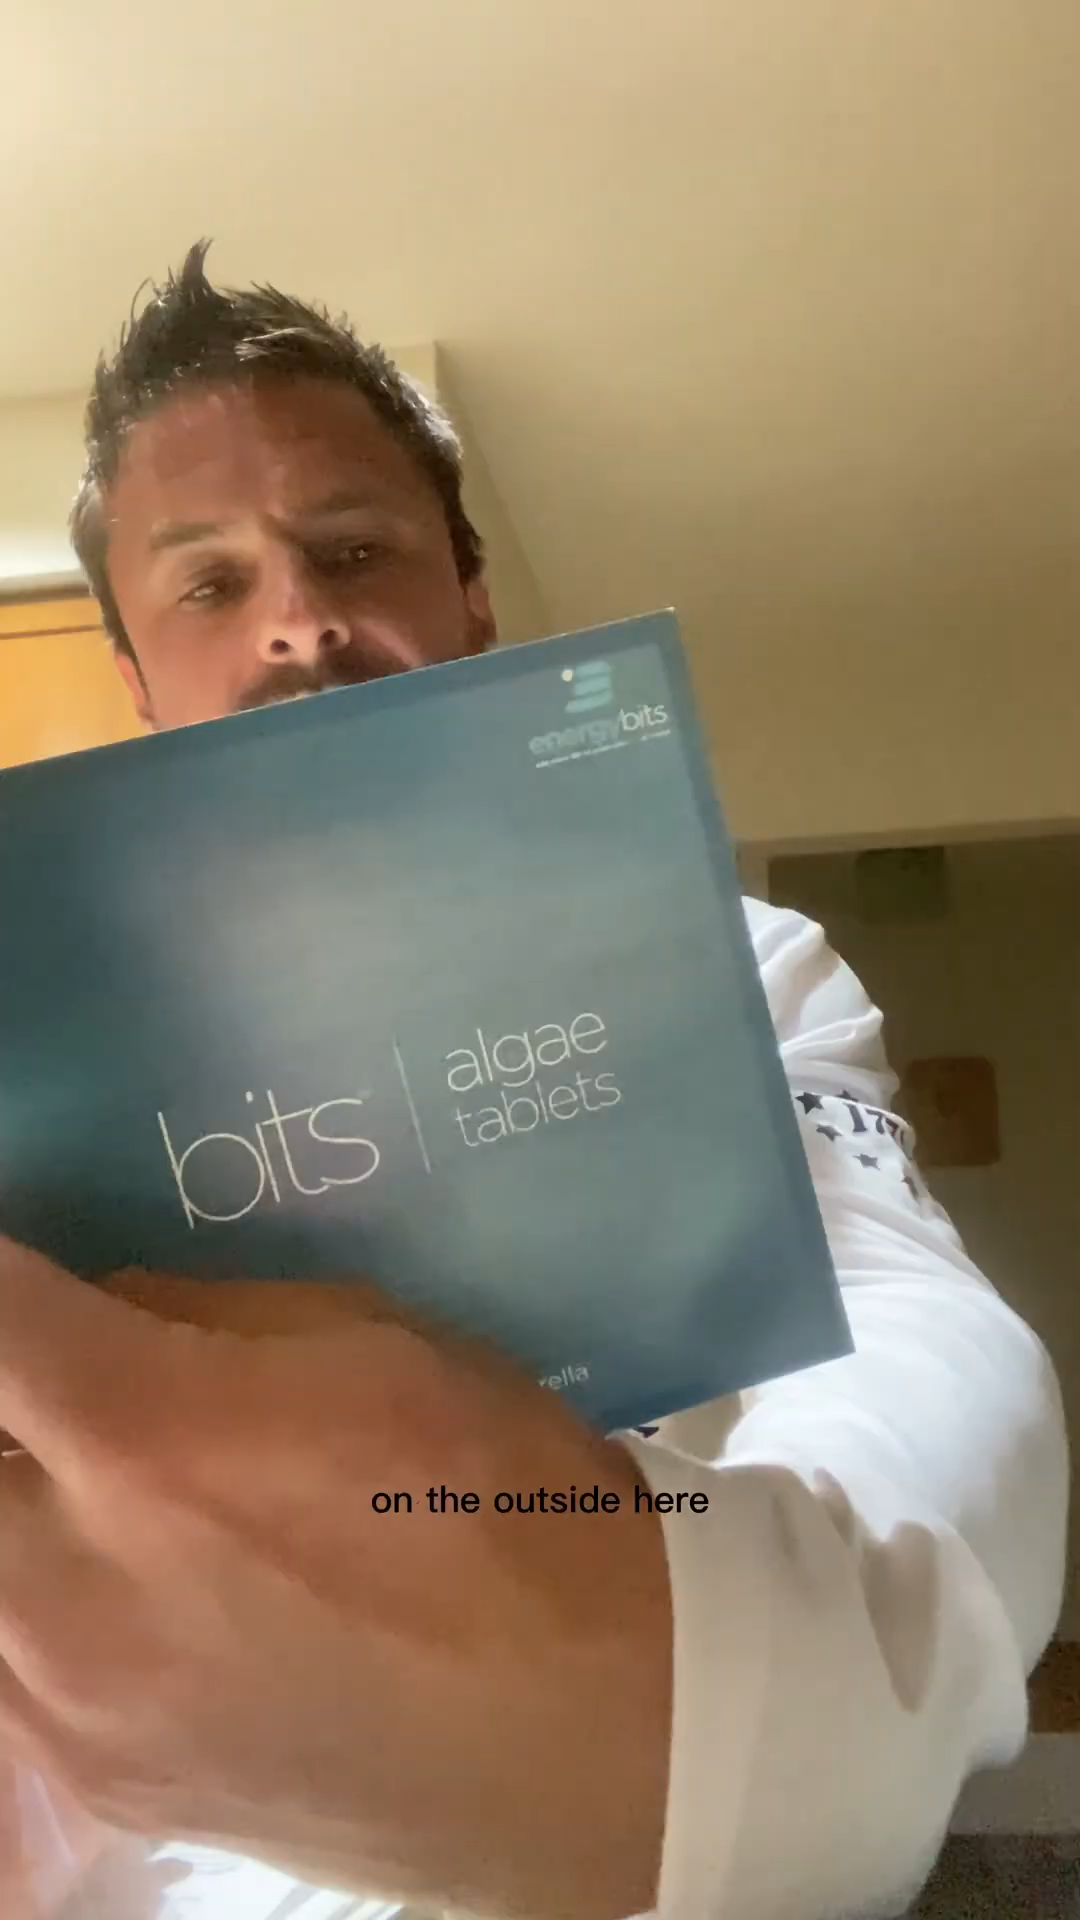 energybits
bits
algae
tablets
on the outside here